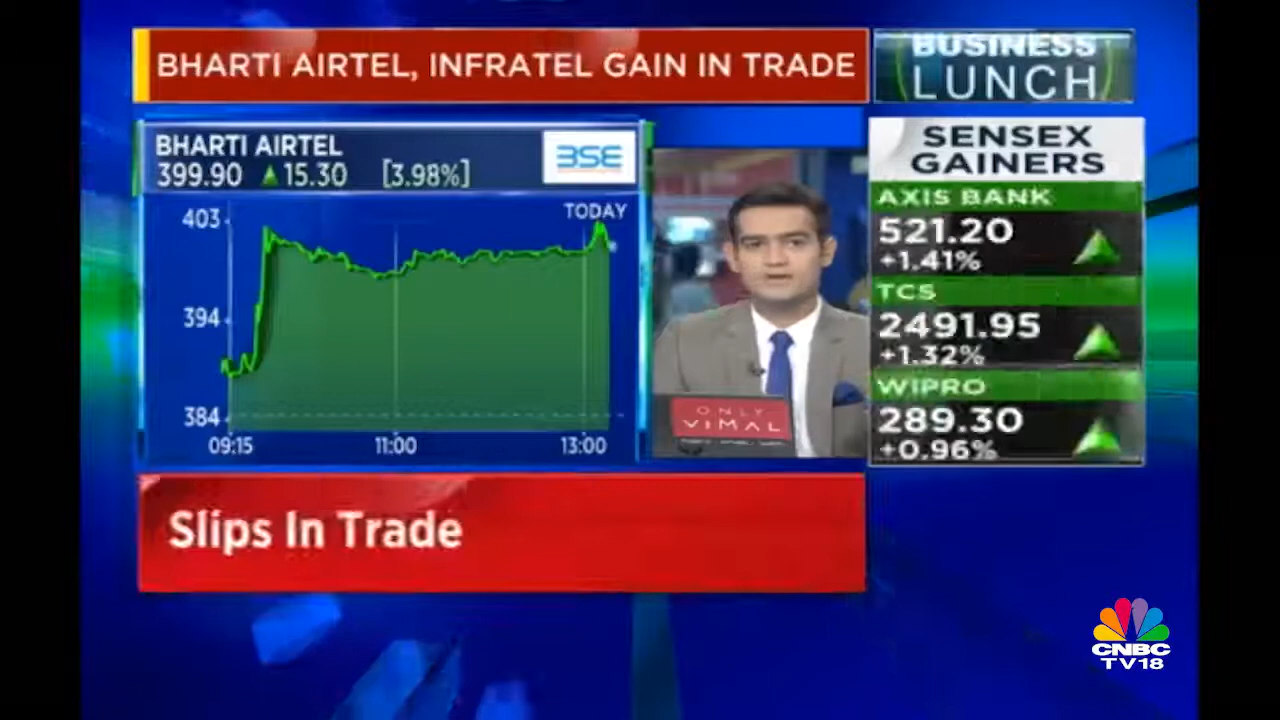 BHARTI AIRTEL, INFRATEL GAIN IN TRADE
BUSINESS
LUNCH
BHARTI AIRTEL
399.90 ▲ 15.30 [3.98%]
BSE
TODAY
403
394
384
09:15 11:00 13:00
ONLY
VIMAL
SENSEX
GAINERS
AXIS BANK
521.20
+1.41%
TCS
2491.95
+1.32%
WIPRO
289.30
+0.96%
Slips In Trade
CNBC
TV18